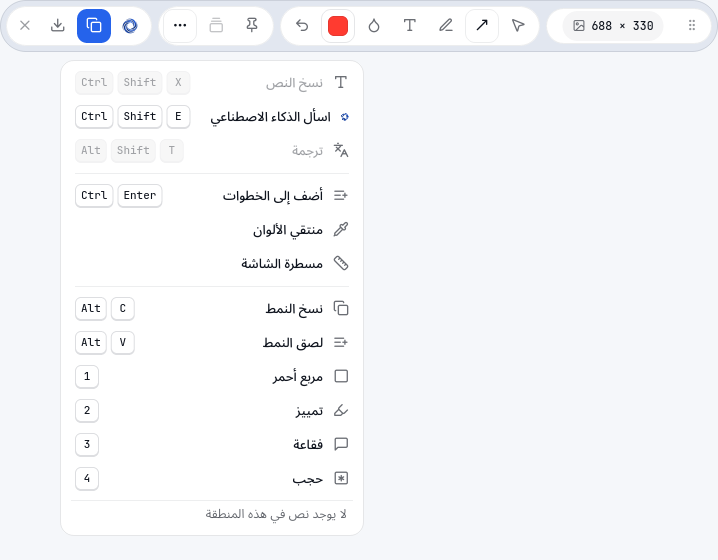 688 × 330
نسخ النص Ctrl Shift X
اسأل الذكاء الاصطناعي Ctrl Shift E
ترجمة Alt Shift T
أضف إلى الخطوات Ctrl Enter
منتقي الألوان
مسطرة الشاشة
نسخ النمط Alt C
لصق النمط Alt V
مربع أحمر 1
تمييز 2
فقاعة 3
حجب 4
لا يوجد نص في هذه المنطقة